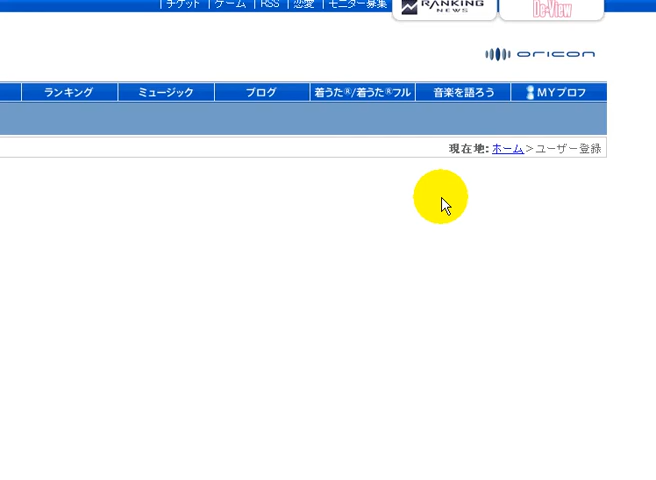 | チケット | ゲーム | RSS | 恋愛 | モニター募集
RANKING NEWS
De-View
oricon
ランキング ミュージック ブログ 着うた®/着うた®フル 音楽を語ろう MYプロフ
現在地: ホーム＞ユーザー登録